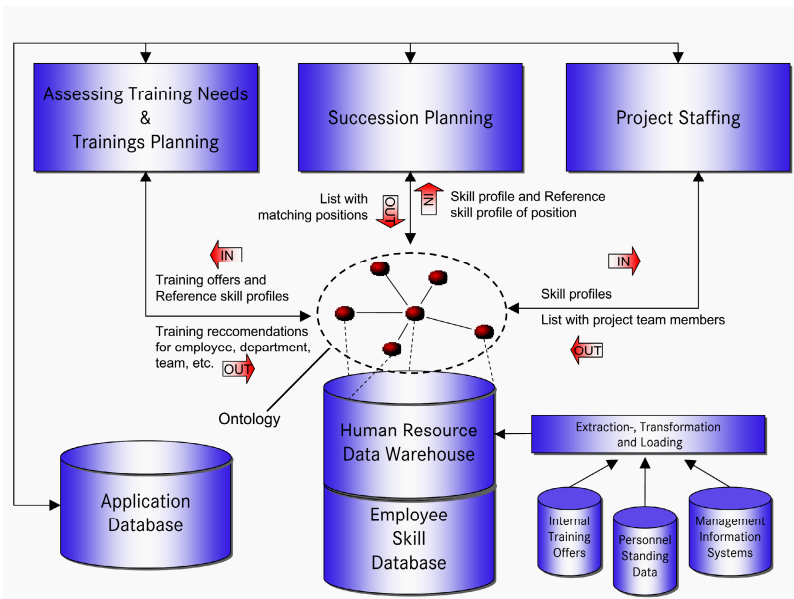 Assessing Training Needs
&
Trainings Planning
Succession Planning
Project Staffing
List with
matching positions
OUT
IN
Skill profile and Reference
skill profile of position
IN
Training offers and
Reference skill profiles
Training reccomendations
for employee, department,
team, etc.
OUT
IN
Skill profiles
List with project team members
OUT
Ontology
Human Resource
Data Warehouse
Employee
Skill
Database
Application
Database
Extraction-, Transformation
and Loading
Internal
Training
Offers
Personnel
Standing
Data
Management
Information
Systems